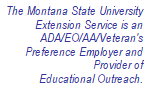 The Montana State University
Extension Service is an
ADA/EO/AA/Veteran's
Preference Employer and
Provider of
Educational Outreach.